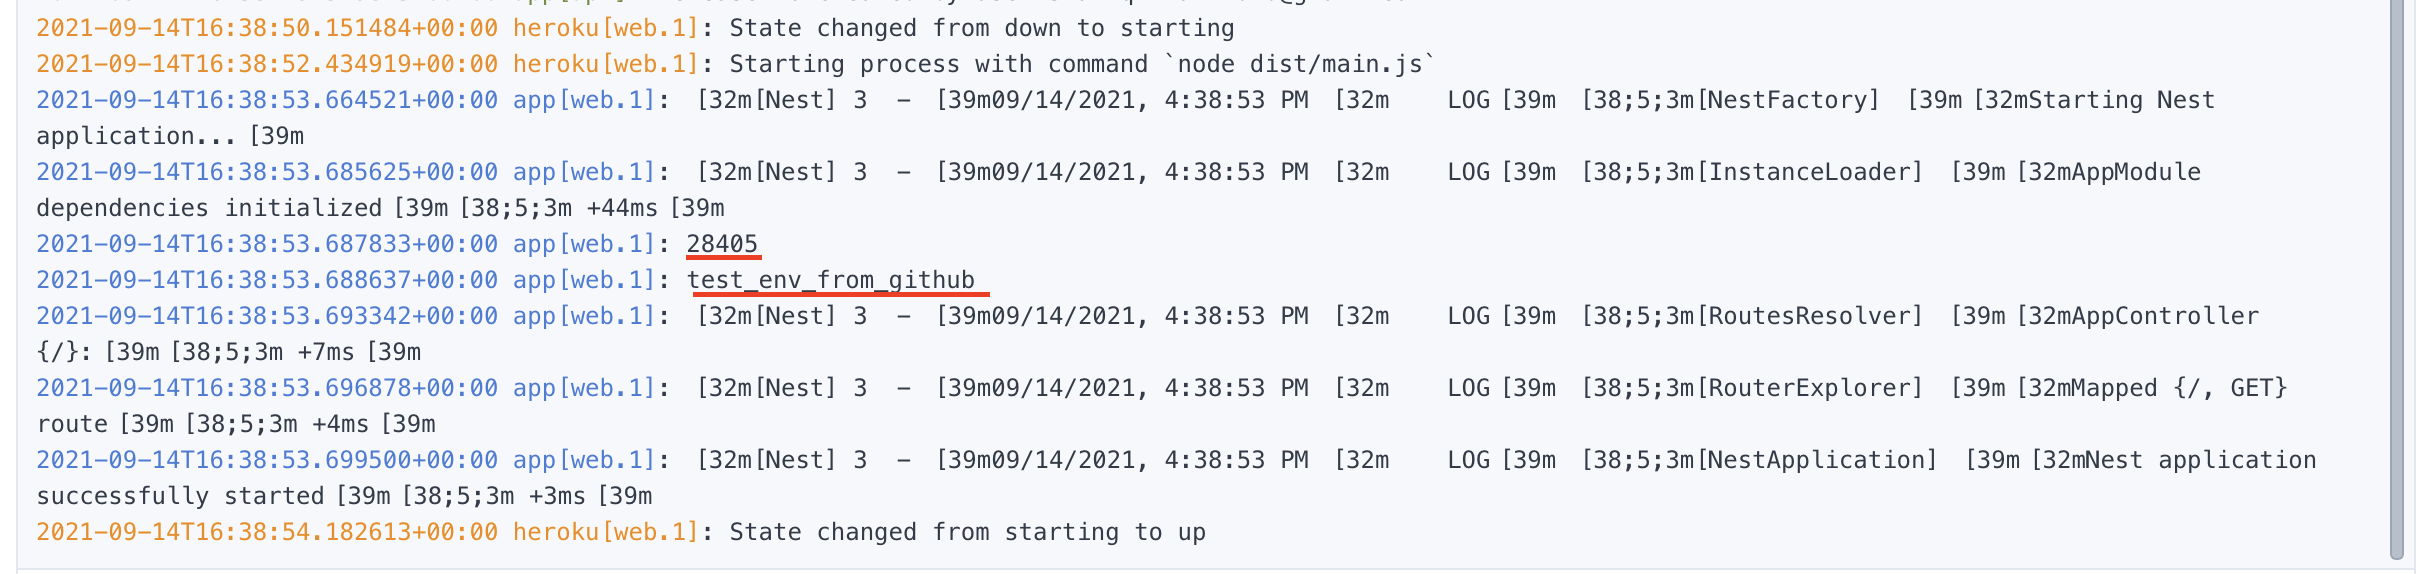 2021-09-14T16:38:50.151484+00:00 heroku[web.1]: State changed from down to starting
2021-09-14T16:38:52.434919+00:00 heroku[web.1]: Starting process with command `node dist/main.js`
2021-09-14T16:38:53.664521+00:00 app[web.1]: [32m[Nest] 3  - [39m09/14/2021, 4:38:53 PM [32m    LOG [39m [38;5;3m[NestFactory] [39m [32mStarting Nest
application... [39m
2021-09-14T16:38:53.685625+00:00 app[web.1]: [32m[Nest] 3  - [39m09/14/2021, 4:38:53 PM [32m    LOG [39m [38;5;3m[InstanceLoader] [39m [32mAppModule
dependencies initialized [39m [38;5;3m +44ms [39m
2021-09-14T16:38:53.687833+00:00 app[web.1]: 28405
2021-09-14T16:38:53.688637+00:00 app[web.1]: test_env_from_github
2021-09-14T16:38:53.693342+00:00 app[web.1]: [32m[Nest] 3  - [39m09/14/2021, 4:38:53 PM [32m    LOG [39m [38;5;3m[RoutesResolver] [39m [32mAppController
{/}: [39m [38;5;3m +7ms [39m
2021-09-14T16:38:53.696878+00:00 app[web.1]: [32m[Nest] 3  - [39m09/14/2021, 4:38:53 PM [32m    LOG [39m [38;5;3m[RouterExplorer] [39m [32mMapped {/, GET}
route [39m [38;5;3m +4ms [39m
2021-09-14T16:38:53.699500+00:00 app[web.1]: [32m[Nest] 3  - [39m09/14/2021, 4:38:53 PM [32m    LOG [39m [38;5;3m[NestApplication] [39m [32mNest application
successfully started [39m [38;5;3m +3ms [39m
2021-09-14T16:38:54.182613+00:00 heroku[web.1]: State changed from starting to up